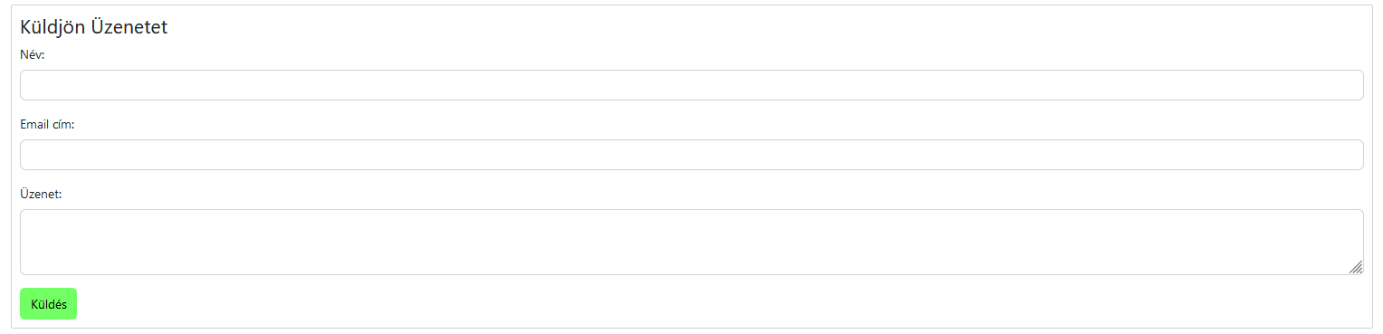 Küldjön Üzenetet
Név:
Email cím:
Üzenet:
Küldés